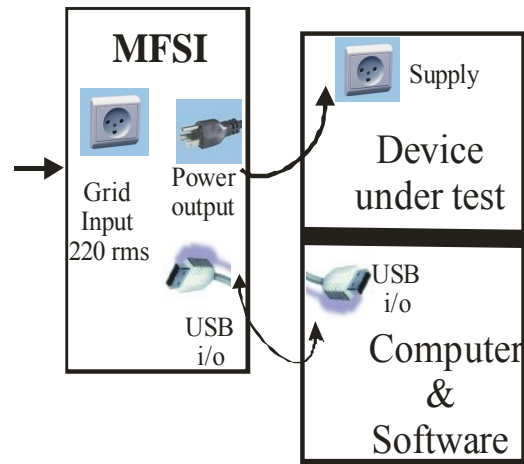 MFSI
Grid
Input
220 rms
Power
output
USB
i/o
Supply
Device
under test
USB
i/o
Computer
&
Software